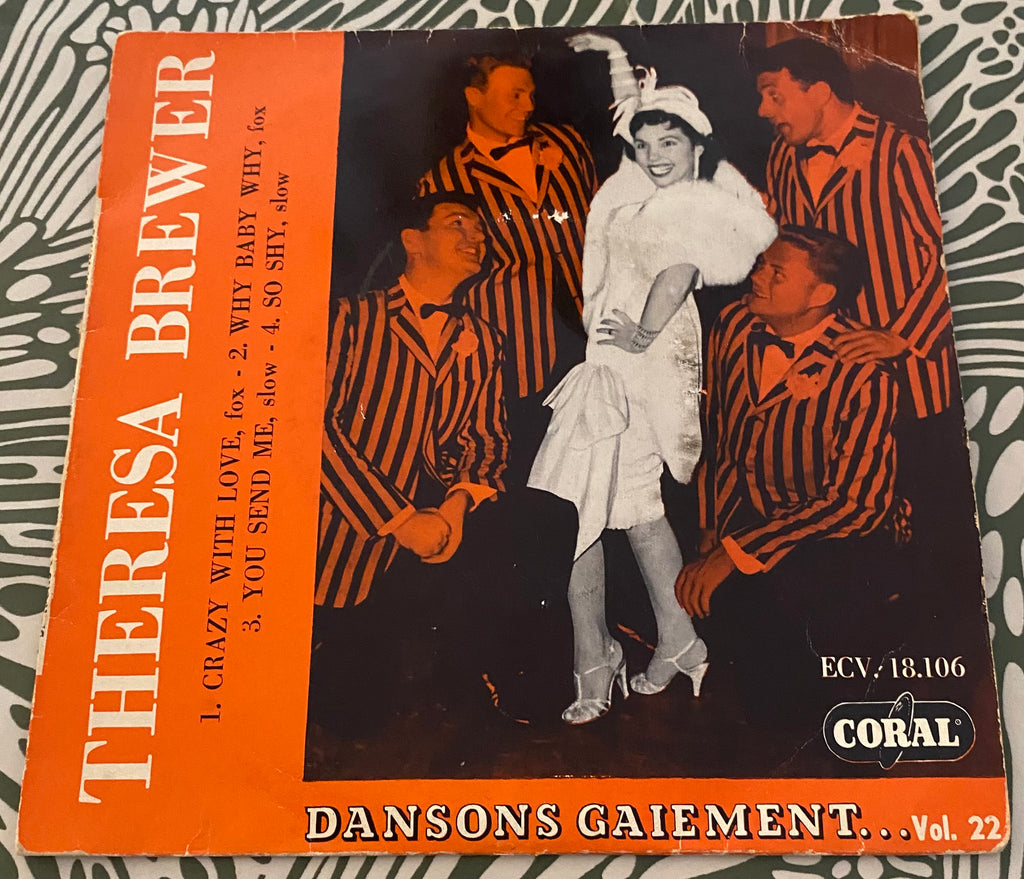 THERESA BREWER
1. CRAZY WITH LOVE, fox - 2. WHY BABY WHY, fox
3. YOU SEND ME, slow - 4. SO SHY, slow
ECV. 18.106
CORAL
DANSONS GAIEMENT... Vol. 22